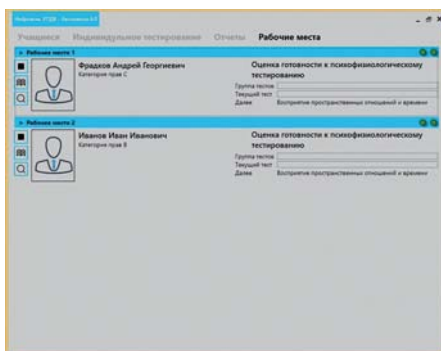 Учащиеся Индивидуальное тестирование Отчеты Рабочие места
Рабочее место 1
Фрадков Андрей Георгиевич
Категория прав C
Оценка готовности к психофизиологическому
тестированию
Группа тестов
Текущий тест
Далее Восприятие пространственных отношений и времени
Рабочее место 2
Иванов Иван Иванович
Категория прав B
Оценка готовности к психофизиологическому
тестированию
Группа тестов
Текущий тест
Далее Восприятие пространственных отношений и времени